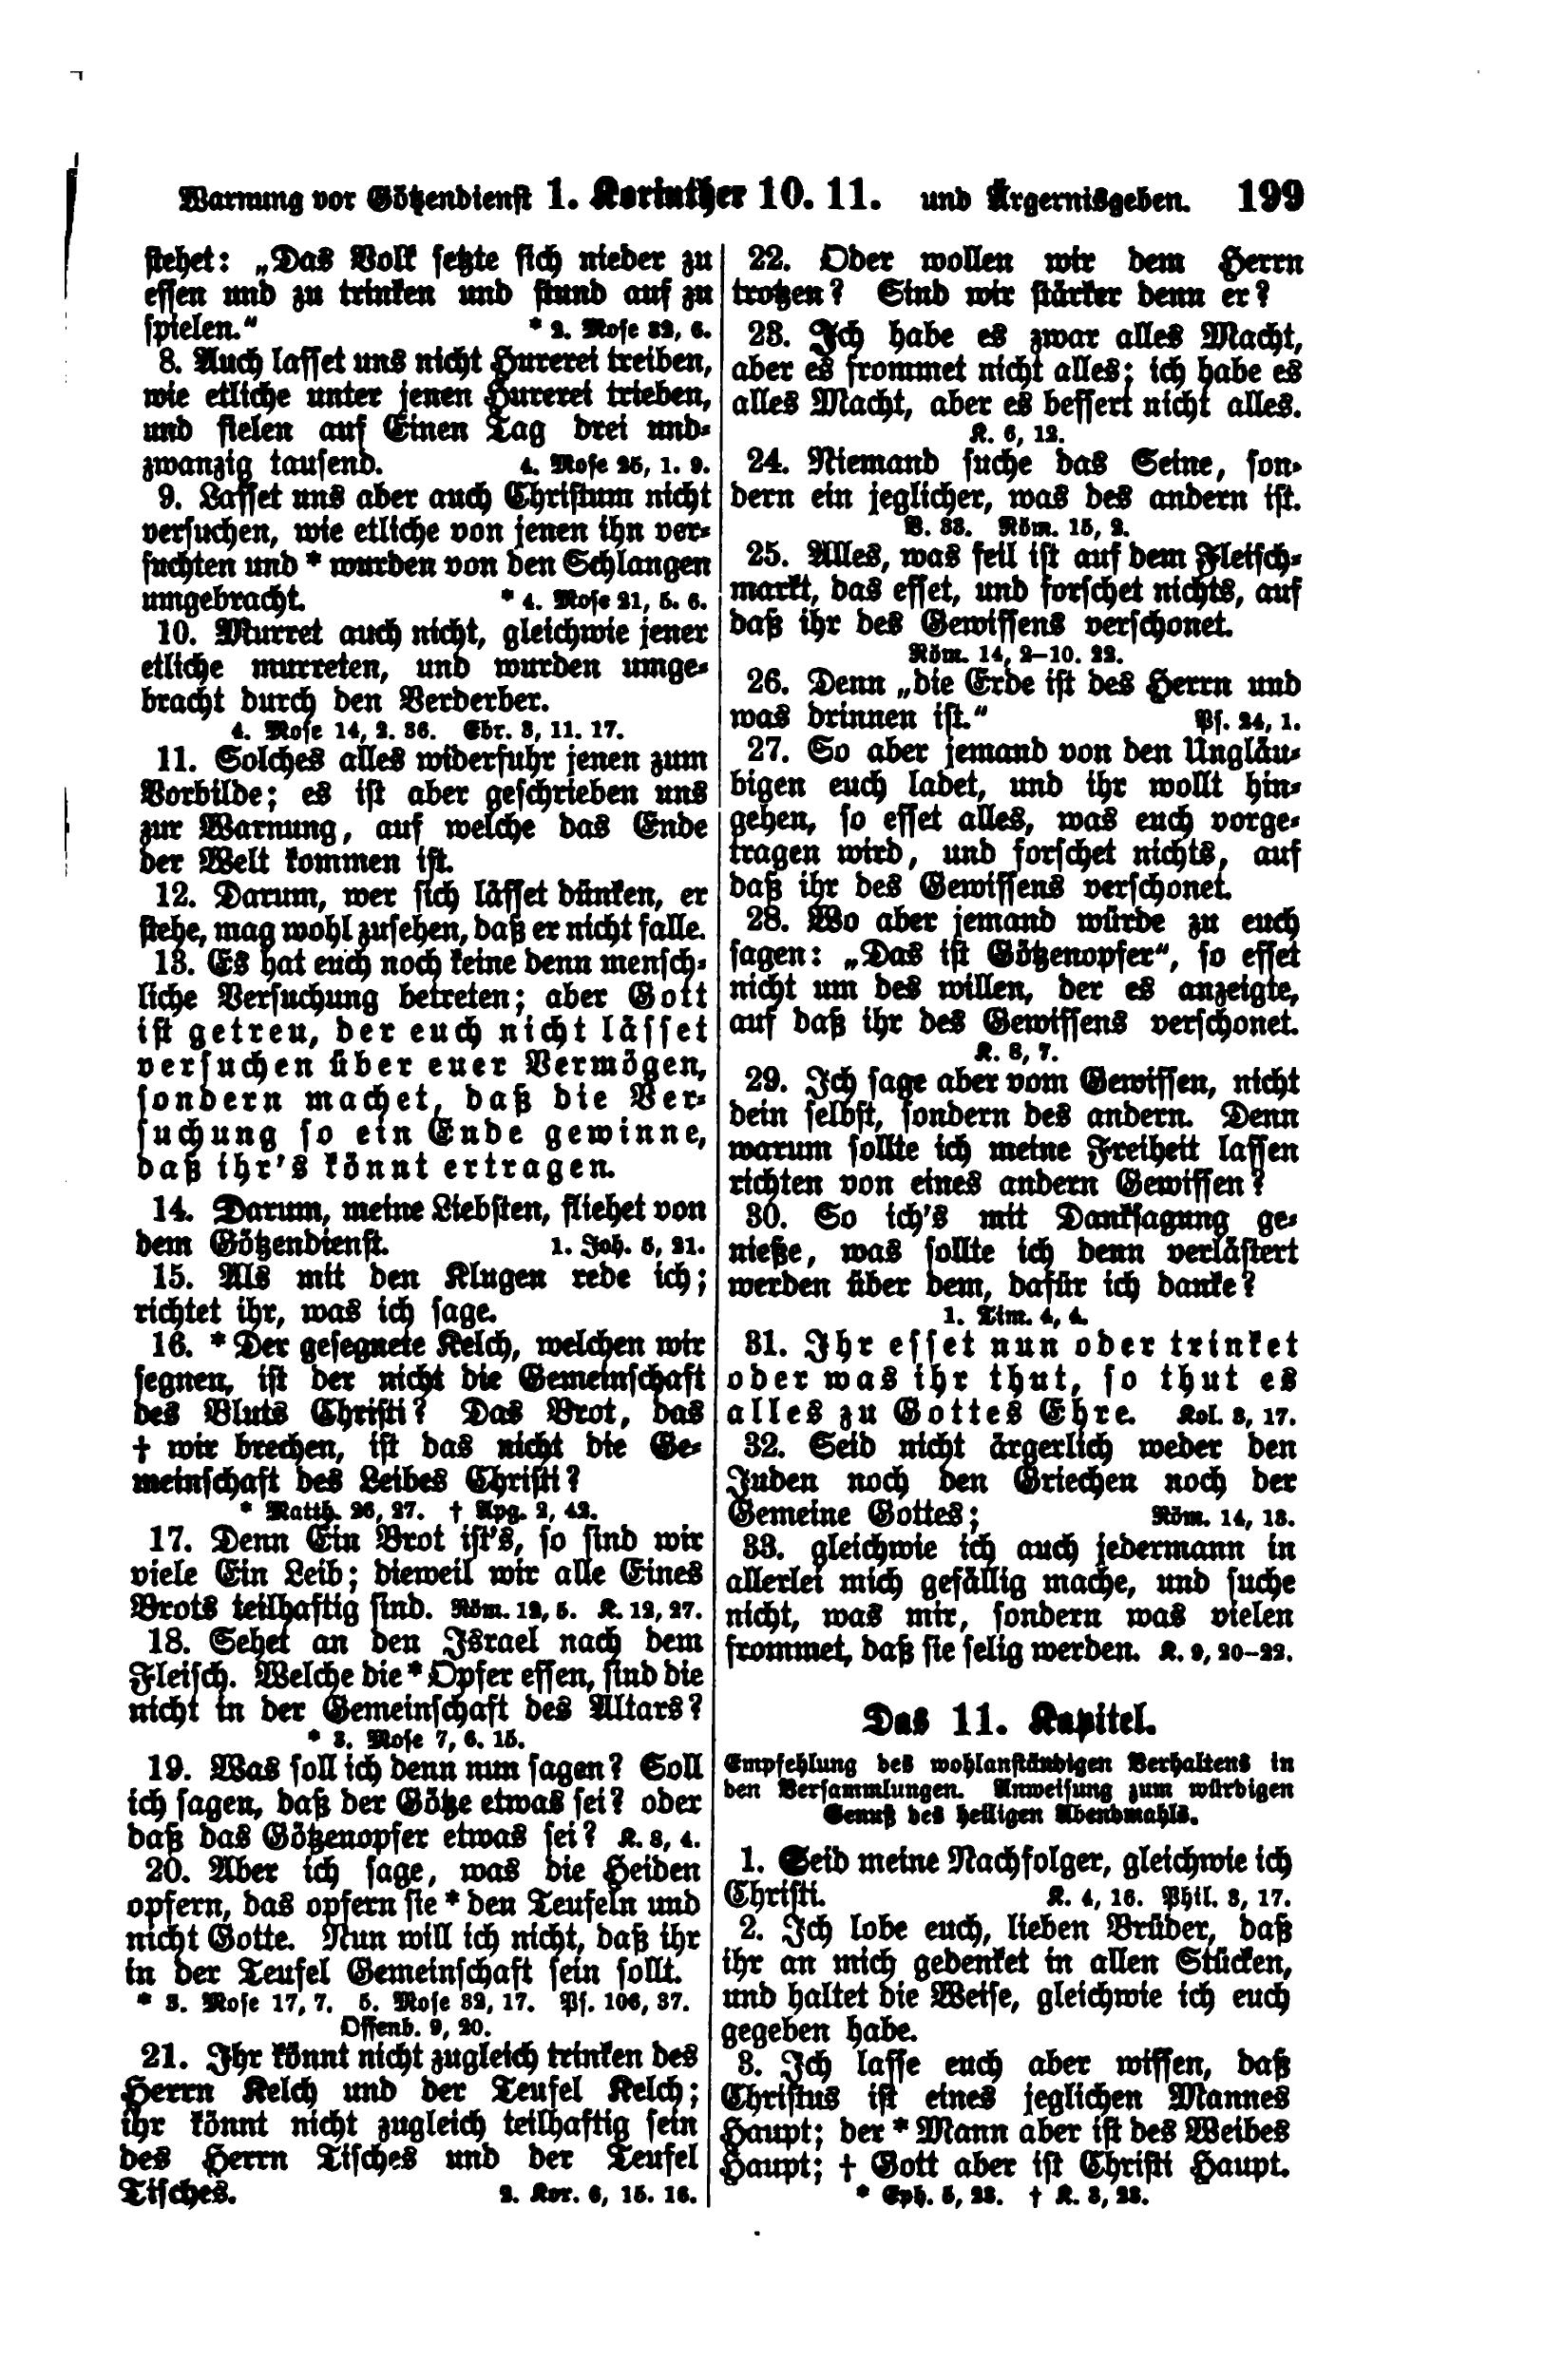 Warnung vor Götzendienst 1. Korinther 10. 11. und Ärgernisgeben. 199
stehet: „Das Volk setzte sich nieder zu
essen und zu trinken und stund auf zu
spielen.“ * 2. Mose 32, 6.
8. Auch lasset uns nicht Hurerei treiben,
wie etliche unter jenen Hurerei trieben,
und fielen auf Einen Tag drei und-
zwanzig tausend. 4. Mose 25, 1. 9.
9. Lasset uns aber auch Christum nicht
versuchen, wie etliche von jenen ihn ver-
suchten und * wurden von den Schlangen
umgebracht. * 4. Mose 21, 5. 6.
10. Murret auch nicht, gleichwie jener
etliche murreten, und wurden umge-
bracht durch den Verderber.
4. Mose 14, 2. 36. Ebr. 3, 11. 17.
11. Solches alles widerfuhr jenen zum
Vorbilde; es ist aber geschrieben uns
zur Warnung, auf welche das Ende
der Welt kommen ist.
12. Darum, wer sich lässet dünken, er
stehe, mag wohl zusehen, daß er nicht falle.
13. Es hat euch noch keine denn mensch-
liche Versuchung betreten; aber Gott
ist getreu, der euch nicht lässet
versuchen über euer Vermögen,
sondern machet, daß die Ver-
suchung so ein Ende gewinne,
daß ihr's könnt ertragen.
14. Darum, meine Liebsten, fliehet von
dem Götzendienst. 1. Joh. 5, 21.
15. Als mit den Klugen rede ich;
richtet ihr, was ich sage.
16. * Der gesegnete Kelch, welchen wir
segnen, ist der nicht die Gemeinschaft
des Bluts Christi? Das Brot, das
† wir brechen, ist das nicht die Ge-
meinschaft des Leibes Christi?
* Matth. 26, 27. † Apg. 2, 42.
17. Denn Ein Brot ist's, so sind wir
viele Ein Leib; dieweil wir alle Eines
Brots teilhaftig sind. Röm. 12, 5. K. 12, 27.
18. Sehet an den Israel nach dem
Fleisch. Welche die * Opfer essen, sind die
nicht in der Gemeinschaft des Altars?
* 3. Mose 7, 6. 15.
19. Was soll ich denn nun sagen? Soll
ich sagen, daß der Götze etwas sei? oder
daß das Götzenopfer etwas sei? K. 8, 4.
20. Aber ich sage, was die Heiden
opfern, das opfern sie * den Teufeln und
nicht Gotte. Nun will ich nicht, daß ihr
in der Teufel Gemeinschaft sein sollt.
* 3. Mose 17, 7. 5. Mose 32, 17. Ps. 106, 37.
Offenb. 9, 20.
21. Ihr könnt nicht zugleich trinken des
Herrn Kelch und der Teufel Kelch;
ihr könnt nicht zugleich teilhaftig sein
des Herrn Tisches und der Teufel
Tisches. 2. Kor. 6, 15. 16.
22. Oder wollen wir dem Herrn
trotzen? Sind wir stärker denn er?
23. Ich habe es zwar alles Macht,
aber es frommet nicht alles; ich habe es
alles Macht, aber es bessert nicht alles.
K. 6, 12.
24. Niemand suche das Seine, son-
dern ein jeglicher, was des andern ist.
V. 33. Röm. 15, 2.
25. Alles, was feil ist auf dem Fleisch-
markt, das esset, und forschet nichts, auf
daß ihr des Gewissens verschonet.
Röm. 14, 2–10. 22.
26. Denn „die Erde ist des Herrn und
was drinnen ist.“ Ps. 24, 1.
27. So aber jemand von den Ungläu-
bigen euch ladet, und ihr wollt hin-
gehen, so esset alles, was euch vorge-
tragen wird, und forschet nichts, auf
daß ihr des Gewissens verschonet.
28. Wo aber jemand würde zu euch
sagen: „Das ist Götzenopfer“, so esset
nicht um des willen, der es anzeigte,
auf daß ihr des Gewissens verschonet.
K. 8, 7.
29. Ich sage aber vom Gewissen, nicht
dein selbst, sondern des andern. Denn
warum sollte ich meine Freiheit lassen
richten von eines andern Gewissen?
30. So ich's mit Danksagung ge-
nieße, was sollte ich denn verlästert
werden über dem, dafür ich danke?
1. Tim. 4, 4.
31. Ihr esset nun oder trinket
oder was ihr thut, so thut es
alles zu Gottes Ehre. Kol. 3, 17.
32. Seid nicht ärgerlich weder den
Juden noch den Griechen noch der
Gemeine Gottes; Röm. 14, 13.
33. gleichwie ich auch jedermann in
allerlei mich gefällig mache, und suche
nicht, was mir, sondern was vielen
frommet, daß sie selig werden. K. 9, 20–22.
Das 11. Kapitel.
Empfehlung des wohlanständigen Verhaltens in
den Versammlungen. Anweisung zum würdigen
Genuß des heiligen Abendmahls.
1. Seid meine Nachfolger, gleichwie ich
Christi. K. 4, 16. Phil. 3, 17.
2. Ich lobe euch, lieben Brüder, daß
ihr an mich gedenket in allen Stücken,
und haltet die Weise, gleichwie ich euch
gegeben habe.
3. Ich lasse euch aber wissen, daß
Christus ist eines jeglichen Mannes
Haupt; der * Mann aber ist des Weibes
Haupt; † Gott aber ist Christi Haupt.
* Eph. 5, 23. † K. 3, 23.